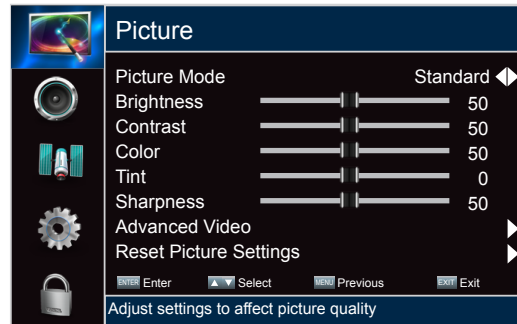 Picture
Picture Mode Standard
Brightness 50
Contrast 50
Color 50
Tint 0
Sharpness 50
Advanced Video
Reset Picture Settings
ENTER Enter Select MENU Previous EXIT Exit
Adjust settings to affect picture quality